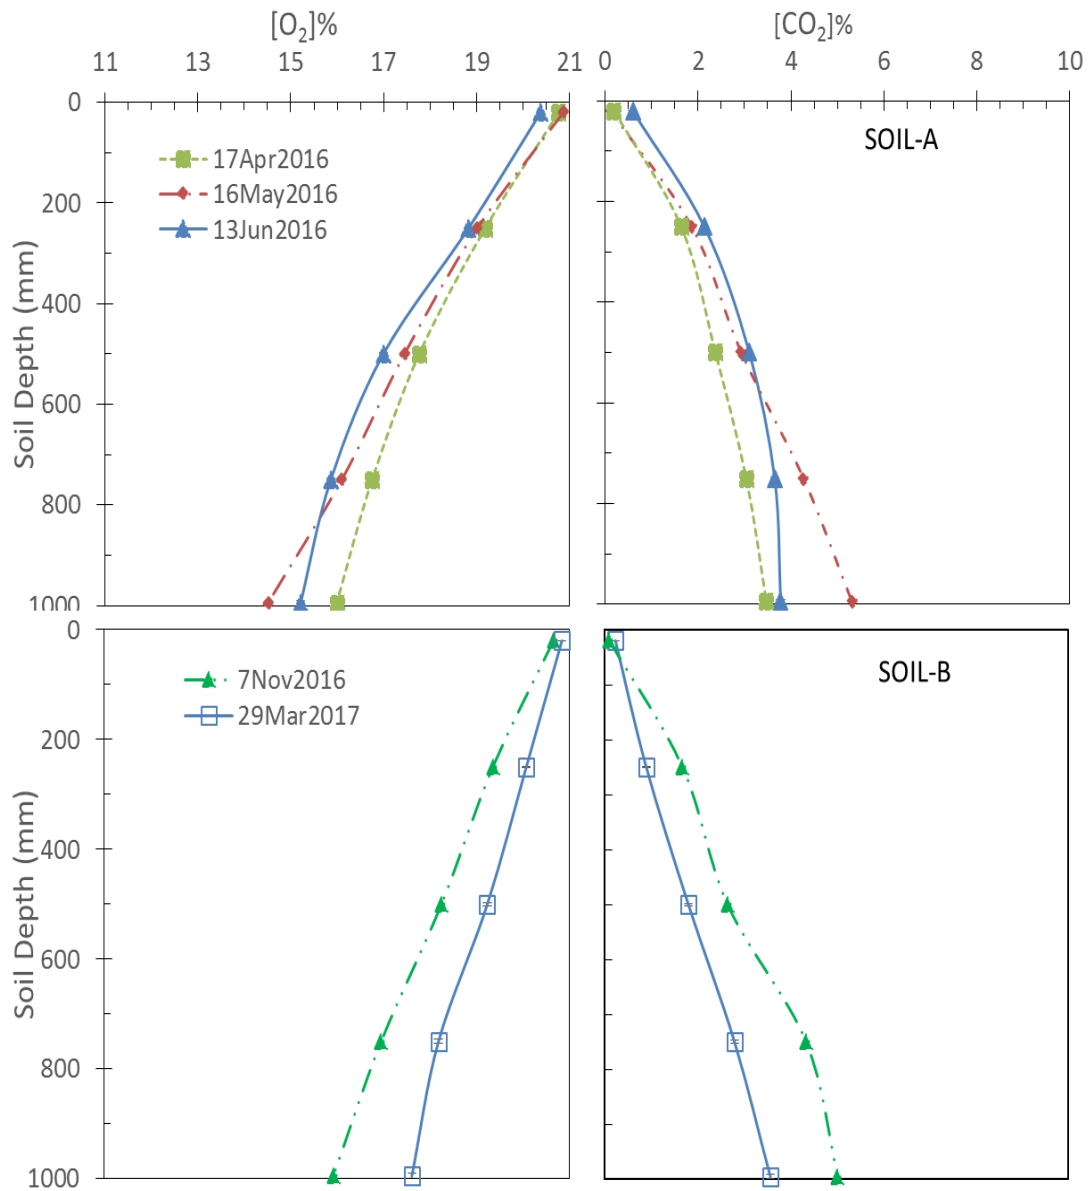 [O2]%
[CO2]%
11 13 15 17 19 21
0 2 4 6 8 10
0
200
400
600
800
1000
Soil Depth (mm)
17Apr2016
16May2016
13Jun2016
SOIL-A
0
200
400
600
800
1000
Soil Depth (mm)
7Nov2016
29Mar2017
SOIL-B